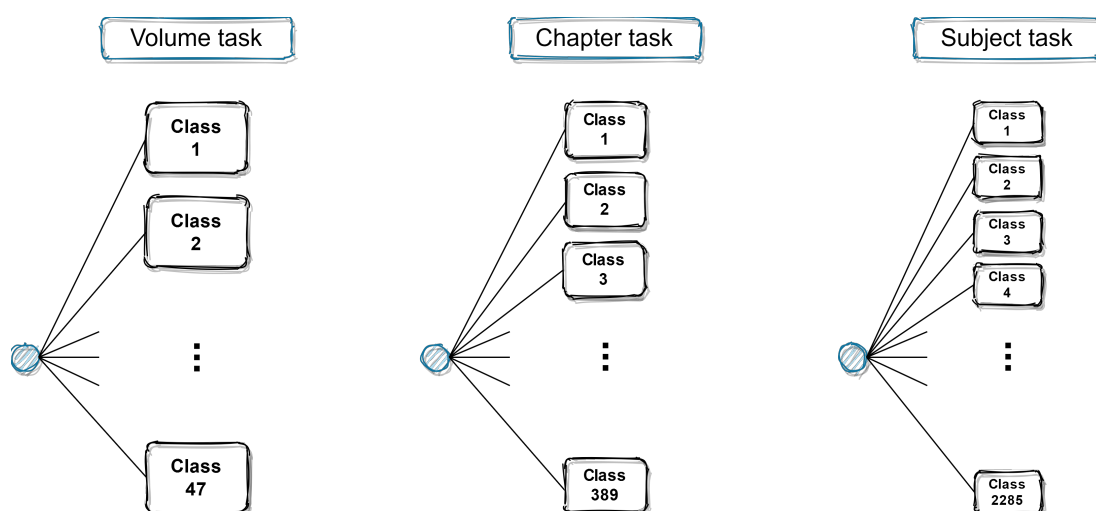 Volume task
Class
1
Class
2
⋮
Class
47
Chapter task
Class
1
Class
2
Class
3
⋮
Class
389
Subject task
Class
1
Class
2
Class
3
Class
4
⋮
Class
2285